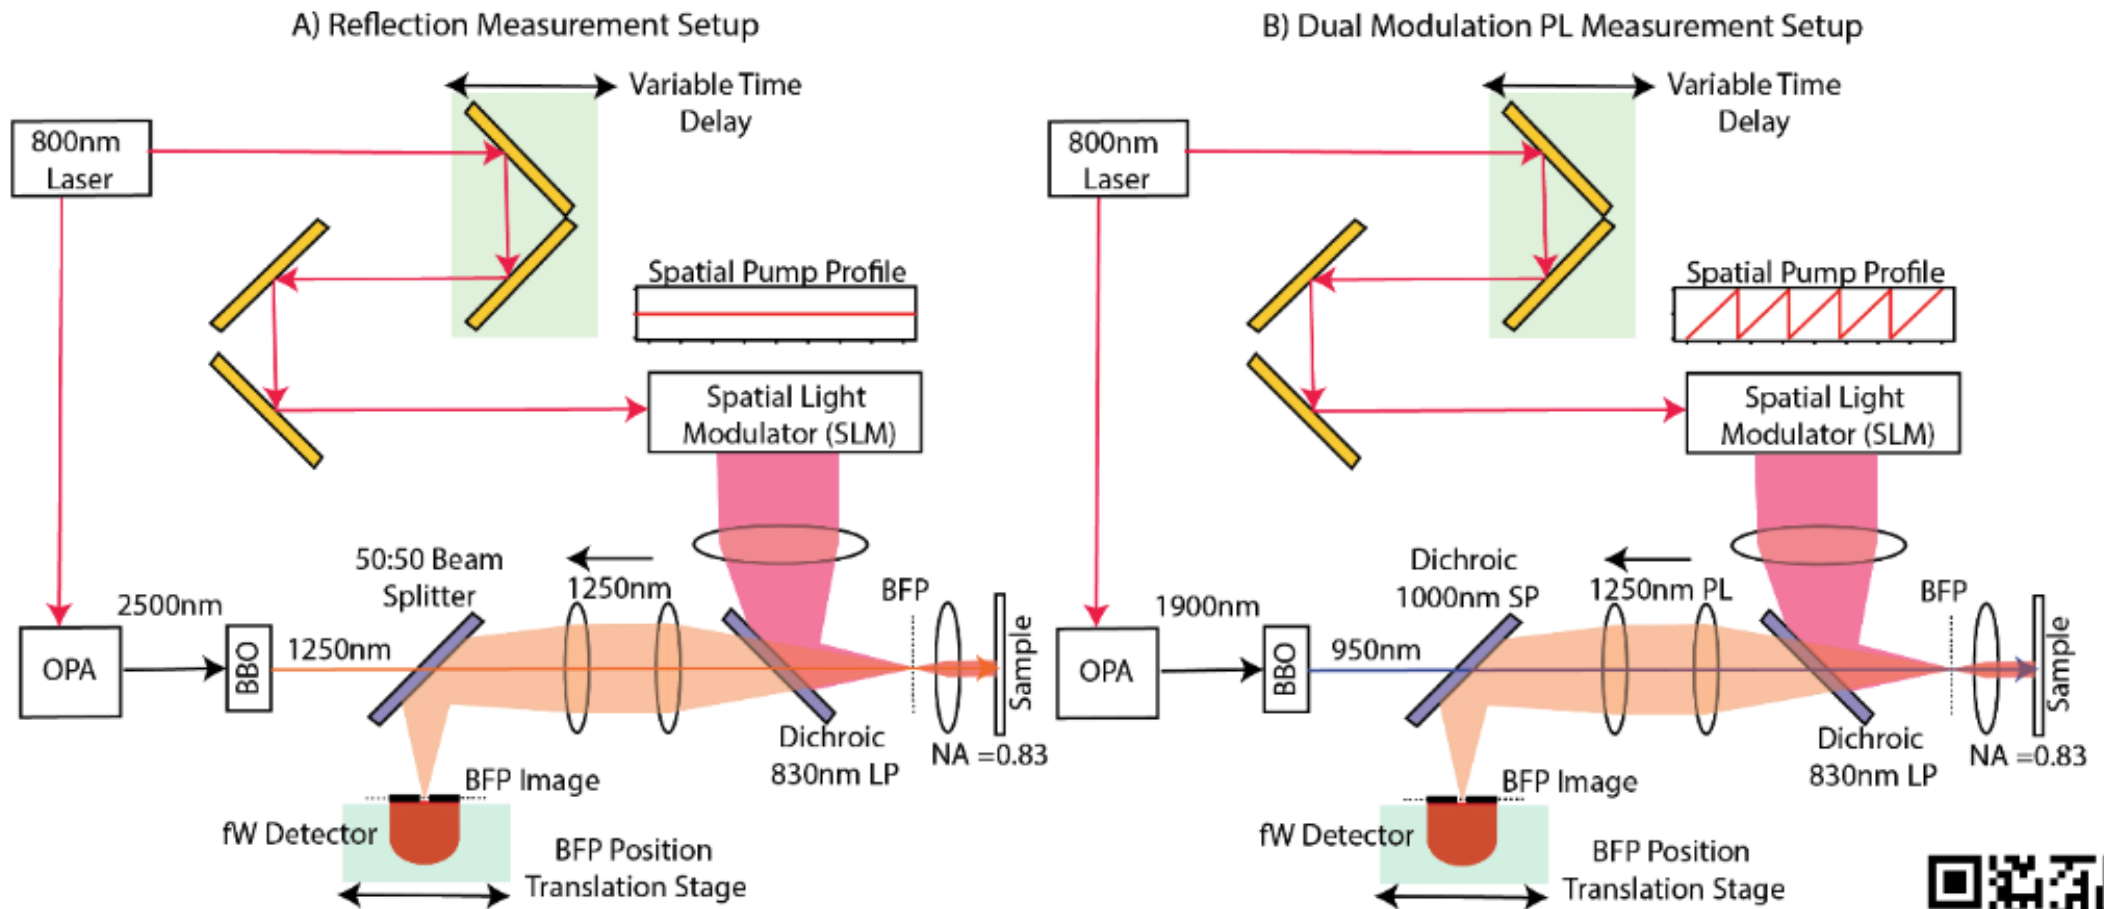 A) Reflection Measurement Setup
Variable Time
Delay
800nm
Laser
Spatial Pump Profile
Spatial Light
Modulator (SLM)
50:50 Beam
Splitter
1250nm
BFP
2500nm
OPA
BBO
1250nm
Sample
Dichroic
830nm LP
NA =0.83
BFP Image
fW Detector
BFP Position
Translation Stage
B) Dual Modulation PL Measurement Setup
Variable Time
Delay
800nm
Laser
Spatial Pump Profile
Spatial Light
Modulator (SLM)
Dichroic
1000nm SP
1250nm PL
BFP
1900nm
OPA
BBO
950nm
Sample
Dichroic
830nm LP
NA =0.83
BFP Image
fW Detector
BFP Position
Translation Stage